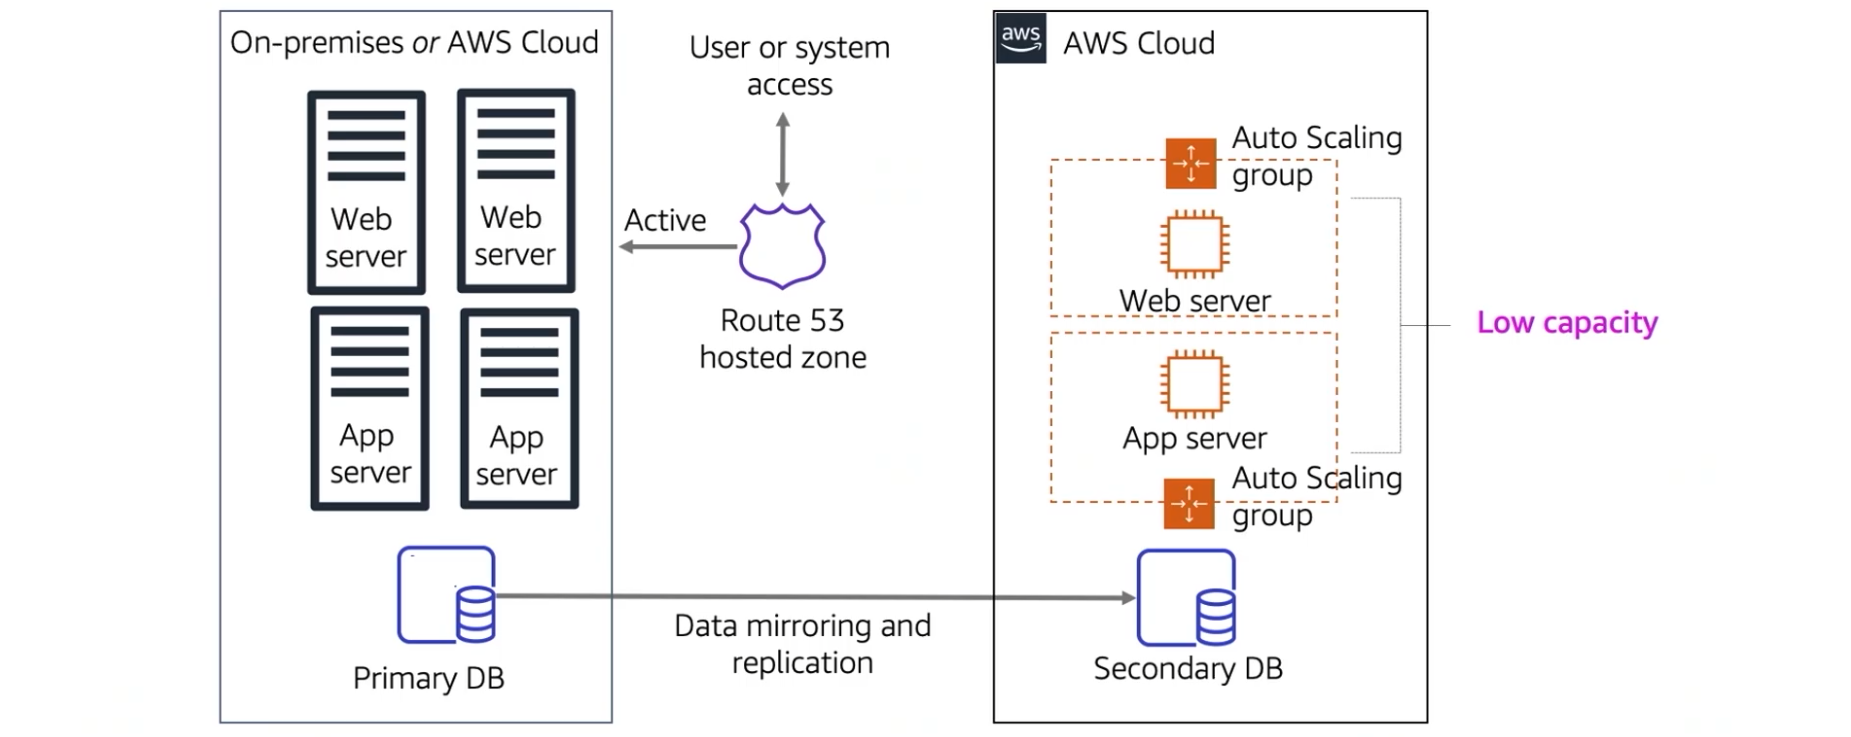 On-premises or AWS Cloud
Web
server
Web
server
App
server
App
server
Primary DB
User or system
access
Active
Route 53
hosted zone
Data mirroring and
replication
aws
AWS Cloud
Auto Scaling
group
Web server
App server
Auto Scaling
group
Secondary DB
Low capacity